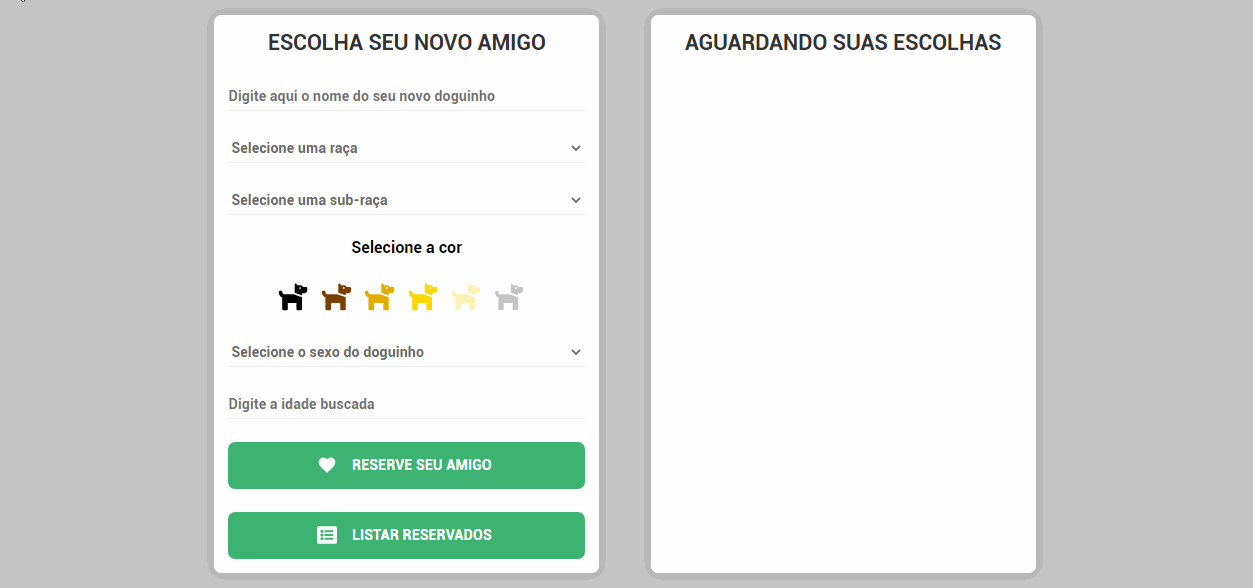 ESCOLHA SEU NOVO AMIGO
Digite aqui o nome do seu novo doguinho
Selecione uma raça
Selecione uma sub-raça
Selecione a cor
Selecione o sexo do doguinho
Digite a idade buscada
RESERVE SEU AMIGO
LISTAR RESERVADOS
AGUARDANDO SUAS ESCOLHAS